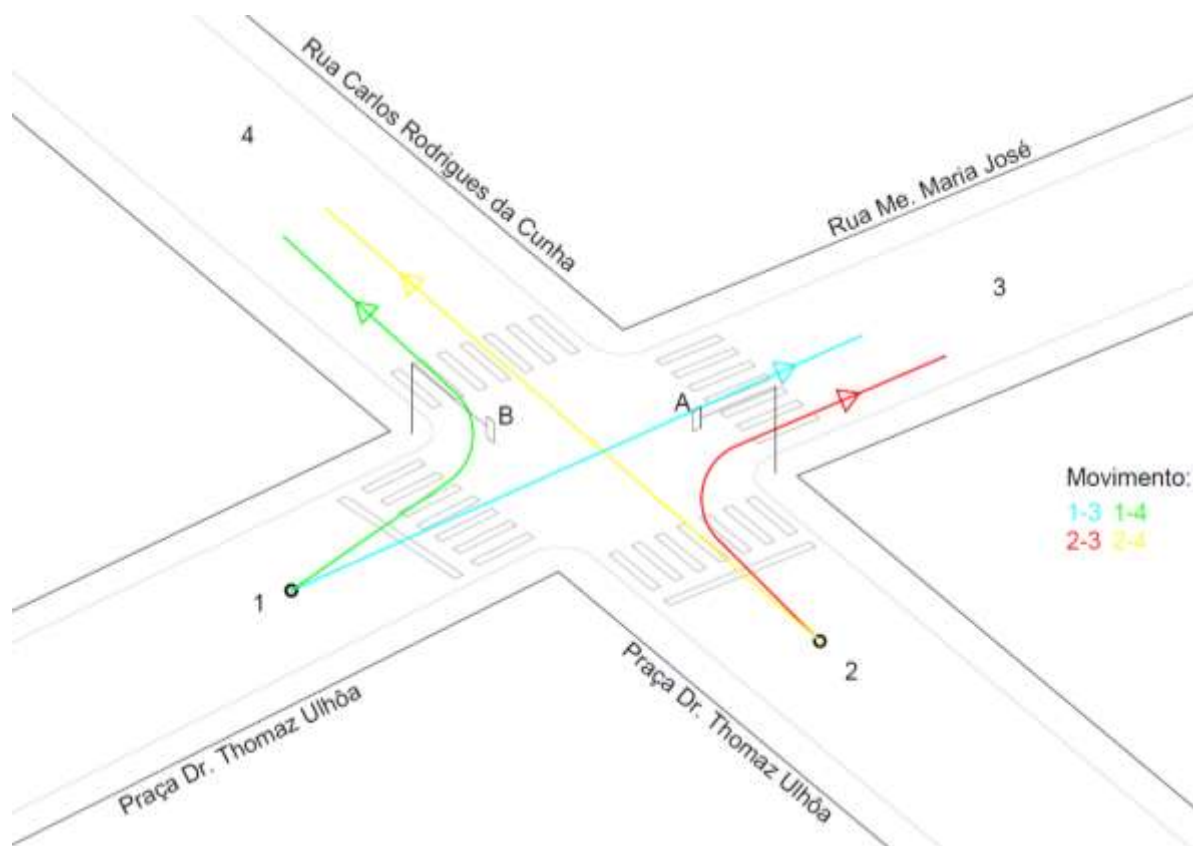 Rua Carlos Rodrigues da Cunha
4
Rua Me. Maria José
3
B
A
Movimento:
1-3 1-4
2-3 2-4
1
2
Praça Dr. Thomaz Ulhôa
Praça Dr. Thomaz Ulhôa